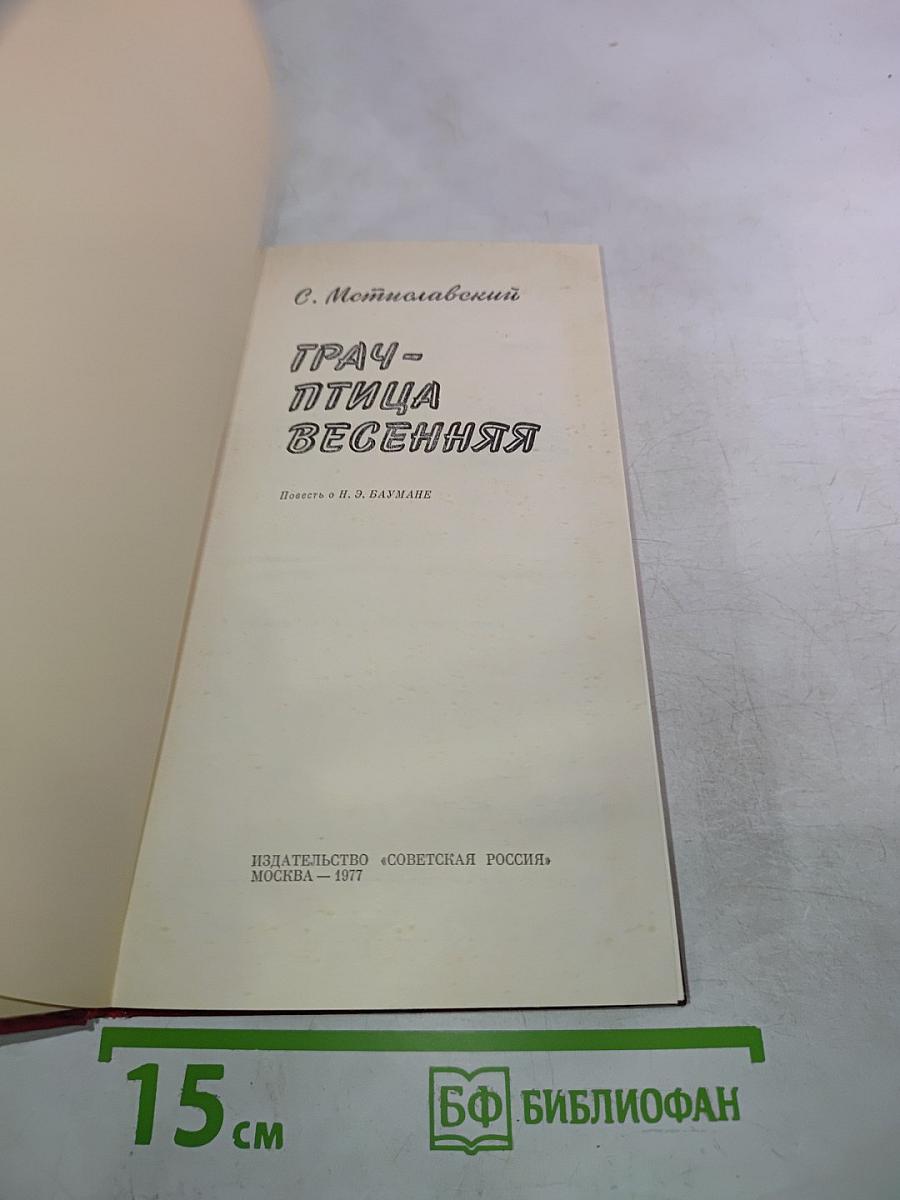 С. Мстиславский
ГРАЧ-
ПТИЦА
ВЕСЕННЯЯ
Повесть о Н. Э. БАУМАНЕ
ИЗДАТЕЛЬСТВО «СОВЕТСКАЯ РОССИЯ»
МОСКВА — 1977
15 см
БФ БИБЛИОФАН